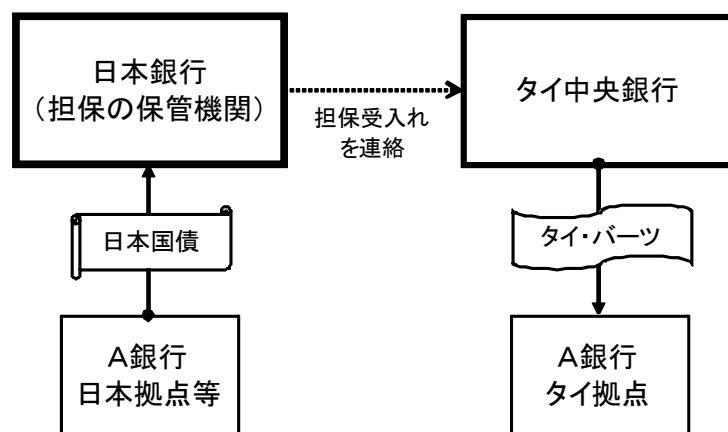 日本銀行
（担保の保管機関）
担保受入れ
を連絡
タイ中央銀行
日本国債
タイ・バーツ
Ａ銀行
日本拠点等
Ａ銀行
タイ拠点